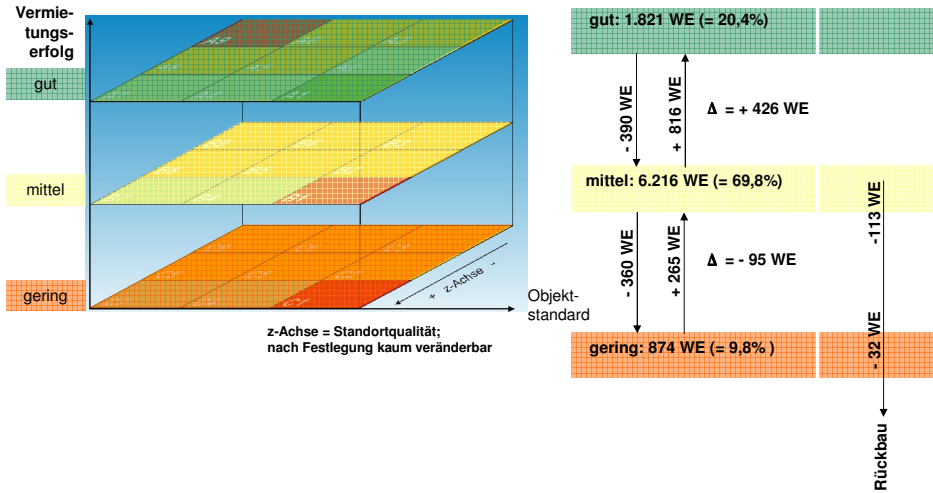 Vermie-
tungs-
erfolg
gut
mittel
gering
+ z-Achse -
Objekt-
standard
z-Achse = Standortqualität;
nach Festlegung kaum veränderbar
gut: 1.821 WE (= 20,4%)
- 390 WE
+ 816 WE
Δ = + 426 WE
mittel: 6.216 WE (= 69,8%)
-113 WE
- 360 WE
+ 265 WE
Δ = - 95 WE
gering: 874 WE (= 9,8% )
- 32 WE
Rückbau